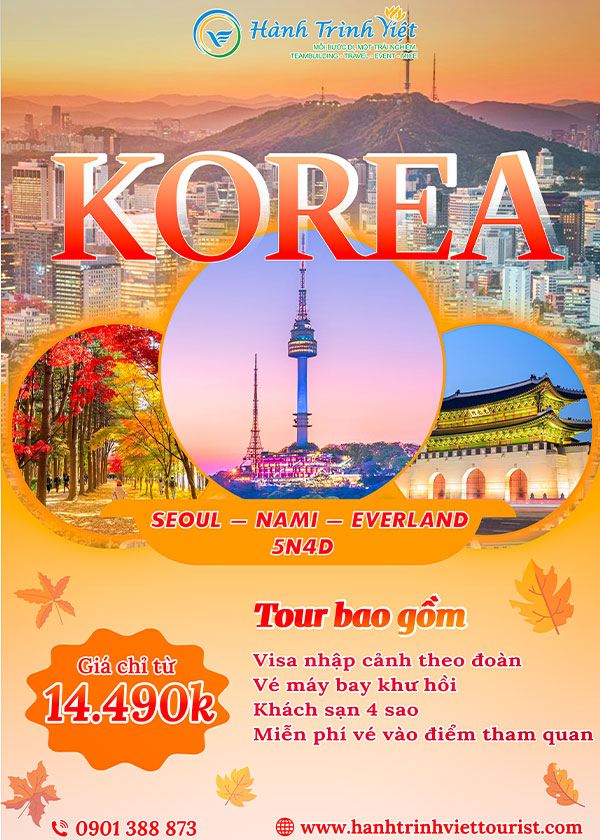 Hành Trình Việt
MỖI BƯỚC ĐI, MỘT TRẢI NGHIỆM
TEAMBUILDING - TRAVEL - EVENT - MICE
KOREA
SEOUL – NAMI – EVERLAND
5N4D
Tour bao gồm
Giá chỉ từ
14.490k
Visa nhập cảnh theo đoàn
Vé máy bay khư hồi
Khách sạn 4 sao
Miễn phí vé vào điểm tham quan
0901 388 873
www.hanhtrinhviettourist.com